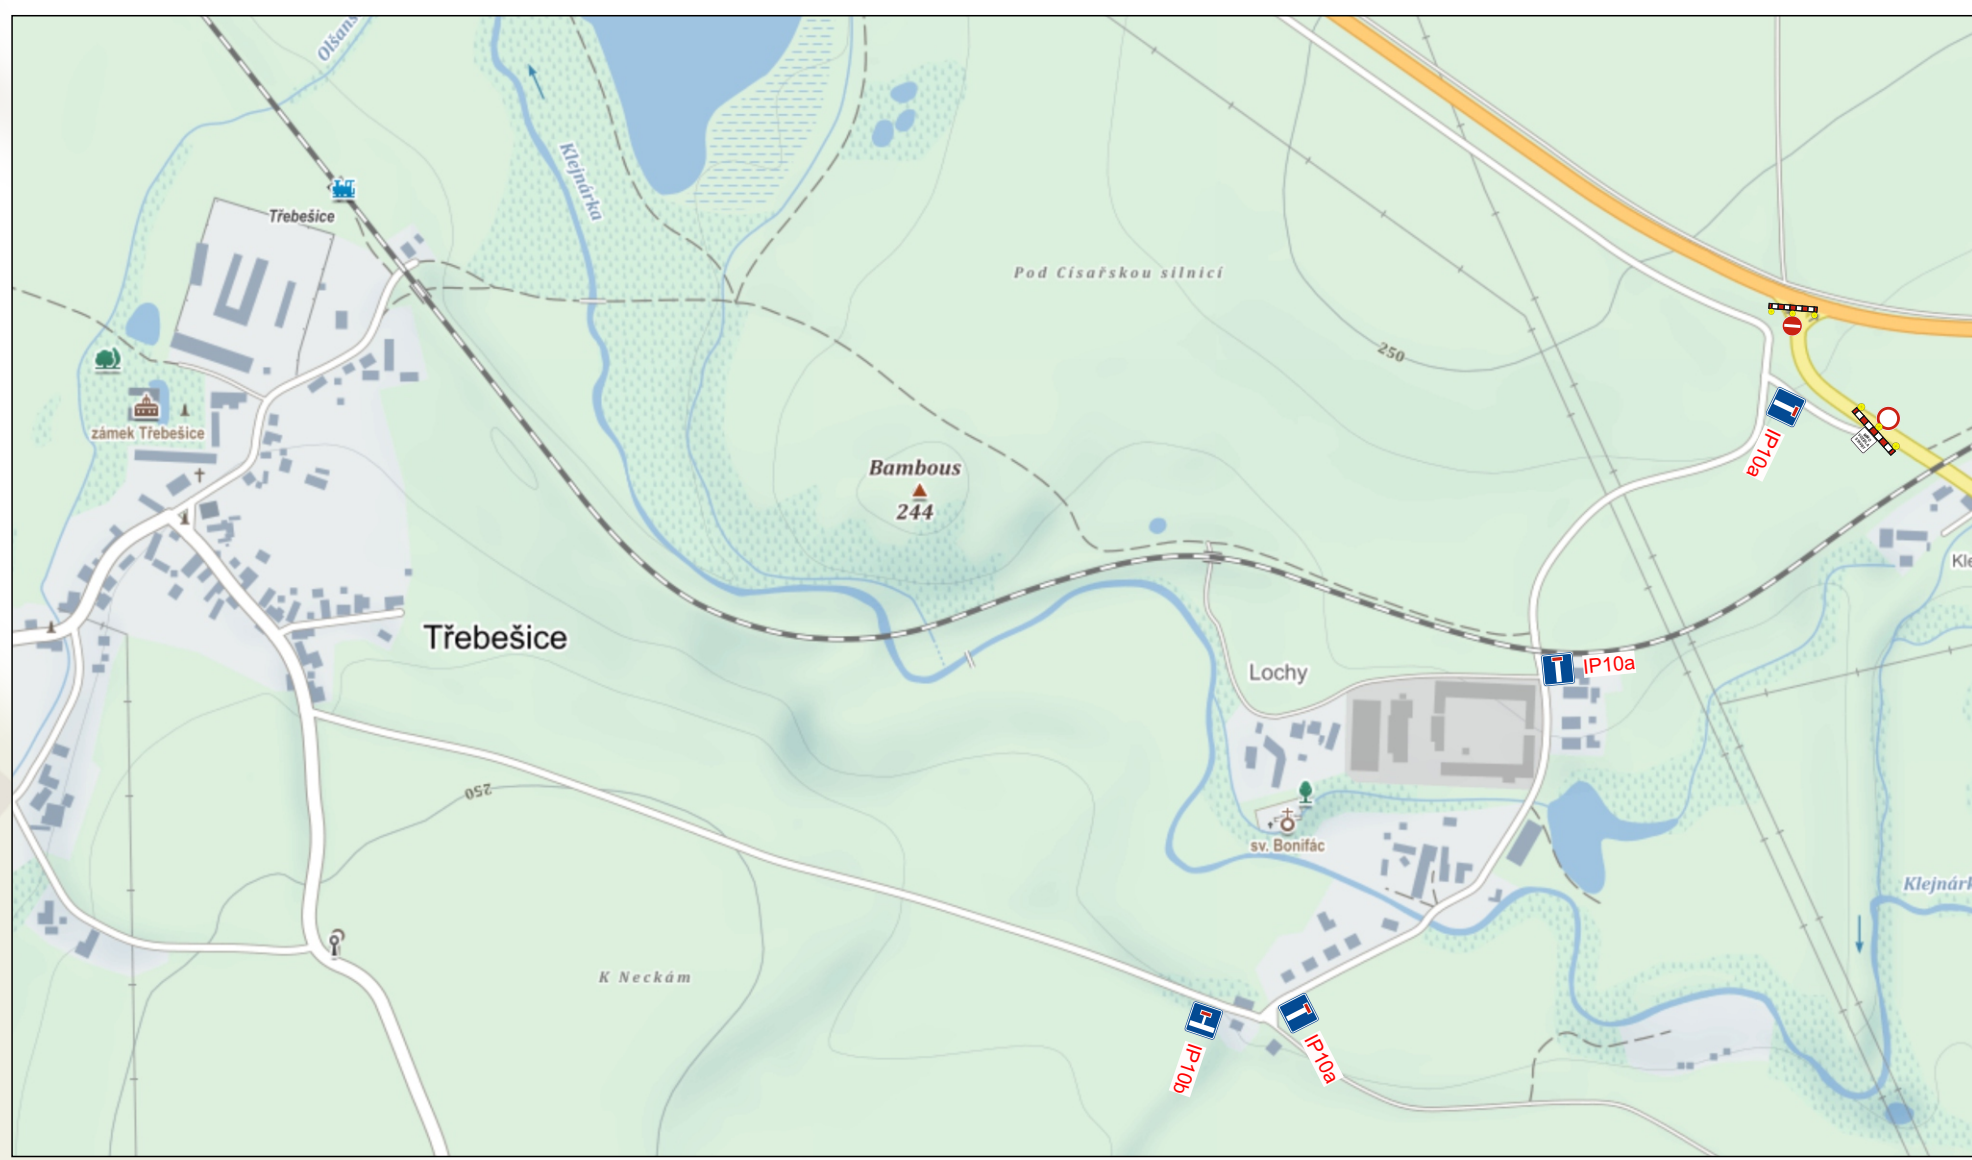 Olšans
Klejnárka
Třebešice
Pod Císařskou silnicí
250
zámek Třebešice
Bambous
244
IP10a
Kle
Třebešice
IP10a
Lochy
250
sv. Bonifác
Klejnárk
K Neckám
IP10b
IP10a